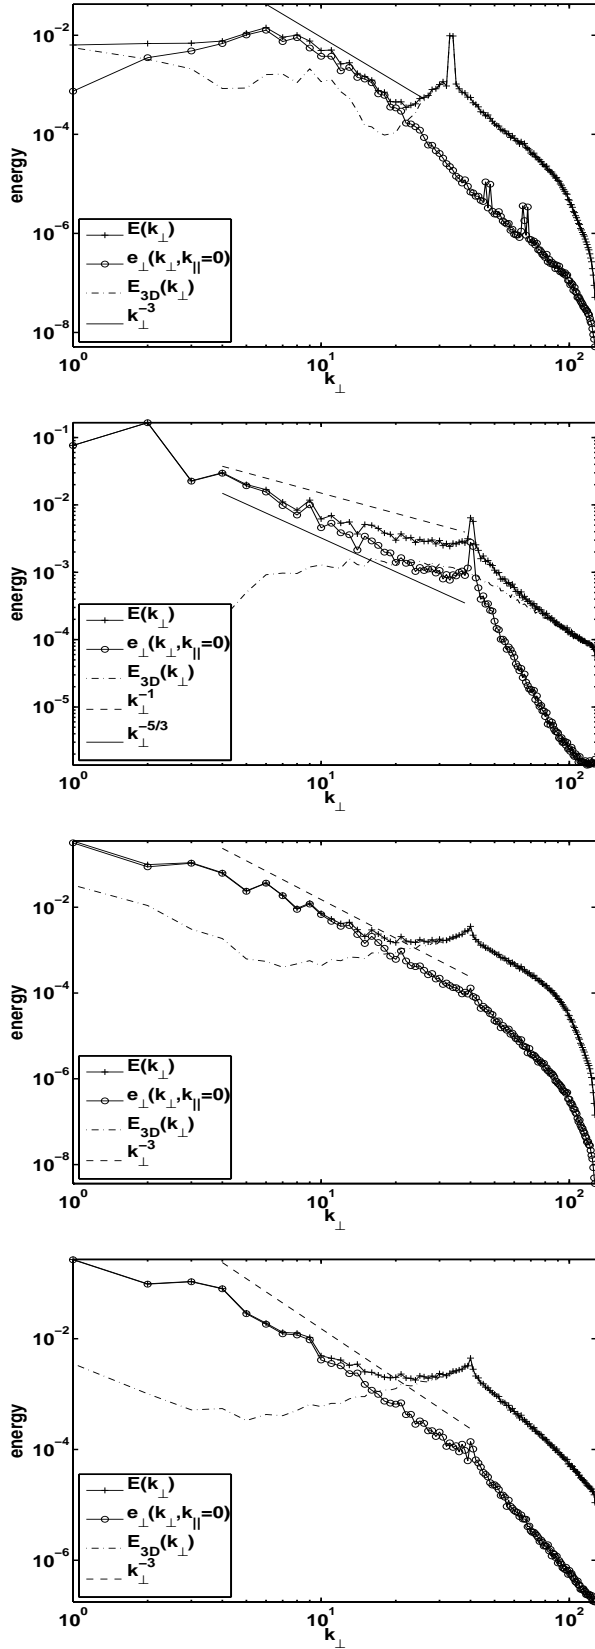 10⁻²
10⁻⁴
10⁻⁶
10⁻⁸
energy
E(k⊥)
e⊥(k⊥,k||=0)
E3D(k⊥)
k⊥⁻³
10⁰ 10¹ 10²
k⊥
10⁻¹
10⁻²
10⁻³
10⁻⁴
10⁻⁵
energy
E(k⊥)
e⊥(k⊥,k||=0)
E3D(k⊥)
k⊥⁻¹
k⊥⁻⁵/³
10⁰ 10¹ 10²
k⊥
10⁻²
10⁻⁴
10⁻⁶
10⁻⁸
energy
E(k⊥)
e⊥(k⊥,k||=0)
E3D(k⊥)
k⊥⁻³
10⁰ 10¹ 10²
k⊥
10⁻²
10⁻⁴
10⁻⁶
energy
E(k⊥)
e⊥(k⊥,k||=0)
E3D(k⊥)
k⊥⁻³
10⁰ 10¹ 10²
k⊥